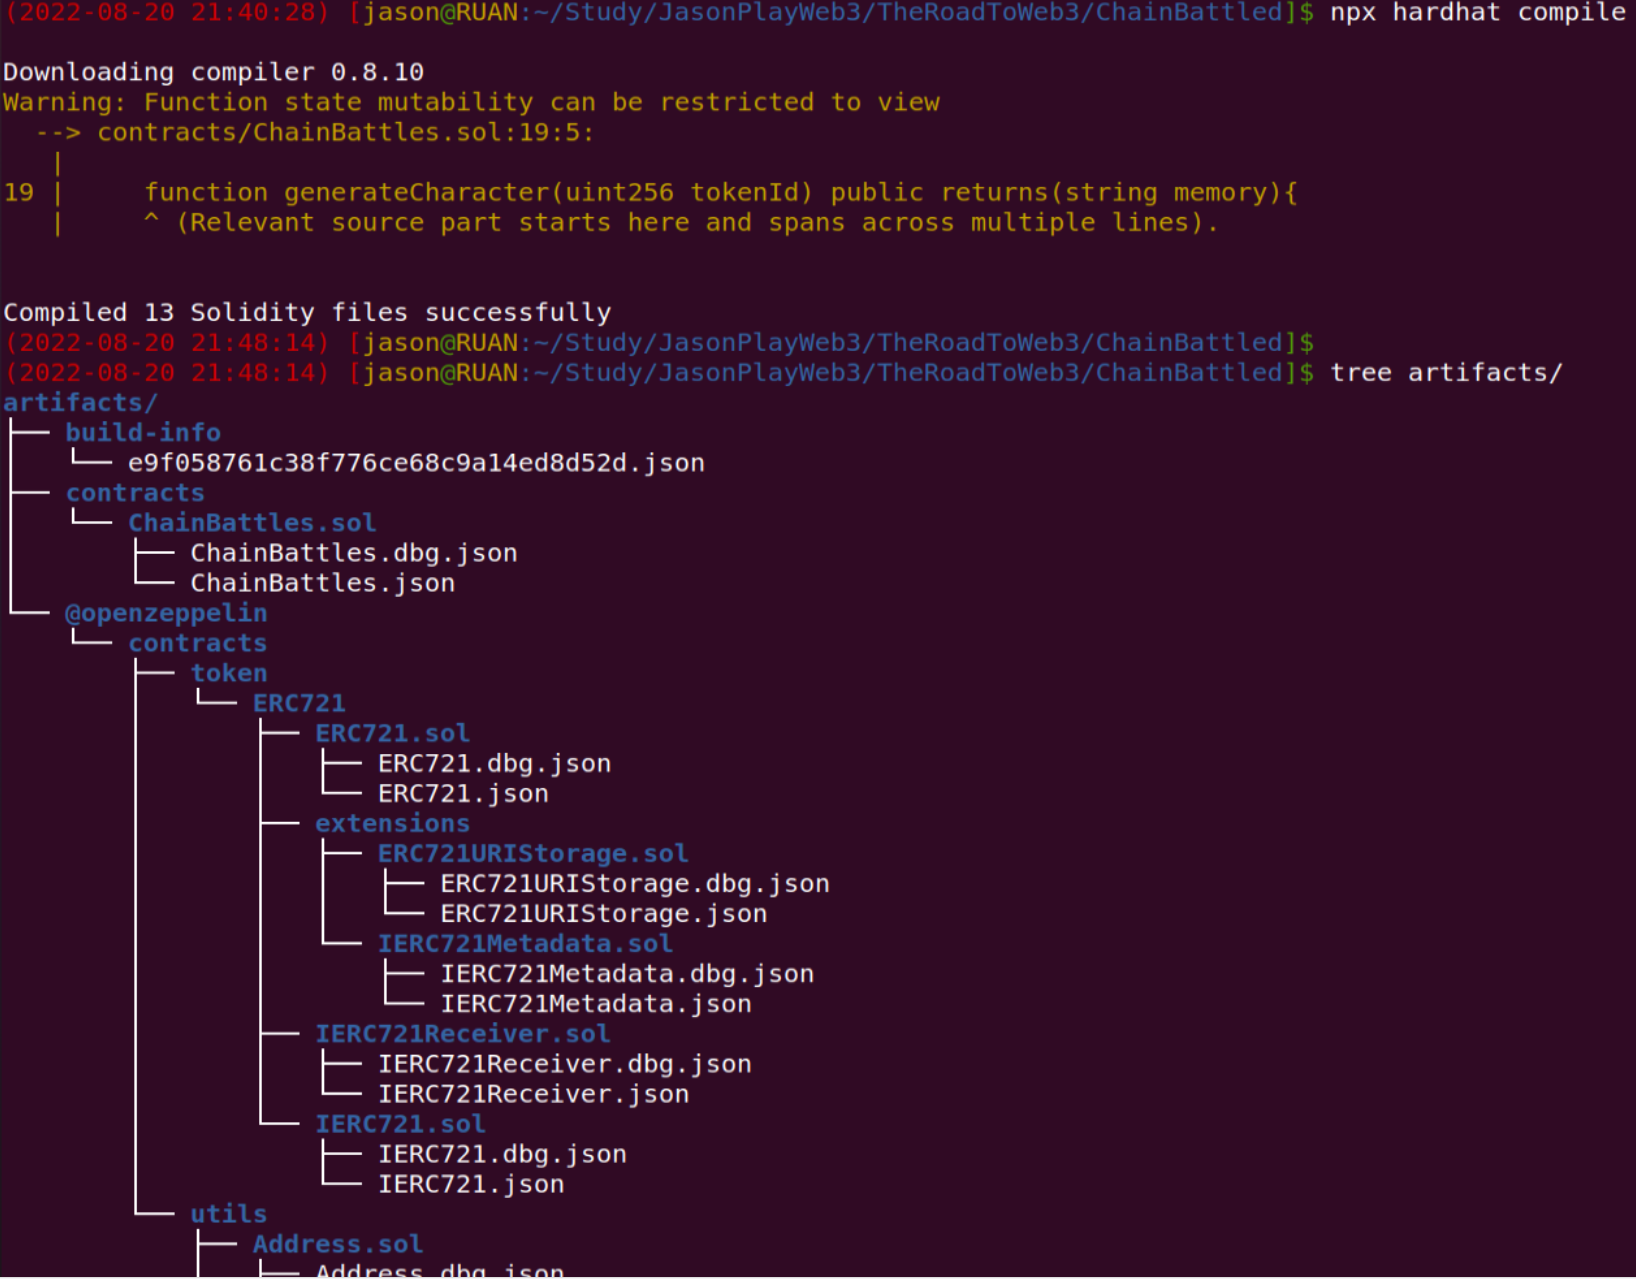 (2022-08-20 21:40:28) [jason@RUAN:~/Study/JasonPlayWeb3/TheRoadToWeb3/ChainBattled]$ npx hardhat compile
Downloading compiler 0.8.10
Warning: Function state mutability can be restricted to view
  --> contracts/ChainBattles.sol:19:5:
   |
19 |     function generateCharacter(uint256 tokenId) public returns(string memory){
   |     ^ (Relevant source part starts here and spans across multiple lines).
Compiled 13 Solidity files successfully
(2022-08-20 21:48:14) [jason@RUAN:~/Study/JasonPlayWeb3/TheRoadToWeb3/ChainBattled]$
(2022-08-20 21:48:14) [jason@RUAN:~/Study/JasonPlayWeb3/TheRoadToWeb3/ChainBattled]$ tree artifacts/
artifacts/
├── build-info
│   └── e9f058761c38f776ce68c9a14ed8d52d.json
├── contracts
│   └── ChainBattles.sol
│       ├── ChainBattles.dbg.json
│       └── ChainBattles.json
└── @openzeppelin
    └── contracts
        ├── token
        │   └── ERC721
        │       ├── ERC721.sol
        │       │   ├── ERC721.dbg.json
        │       │   └── ERC721.json
        │       ├── extensions
        │       │   ├── ERC721URIStorage.sol
        │       │   │   ├── ERC721URIStorage.dbg.json
        │       │   │   └── ERC721URIStorage.json
        │       │   └── IERC721Metadata.sol
        │       │       ├── IERC721Metadata.dbg.json
        │       │       └── IERC721Metadata.json
        │       ├── IERC721Receiver.sol
        │       │   ├── IERC721Receiver.dbg.json
        │       │   └── IERC721Receiver.json
        │       └── IERC721.sol
        │           ├── IERC721.dbg.json
        │           └── IERC721.json
        └── utils
            ├── Address.sol
            │   ├── Address.dbg.json